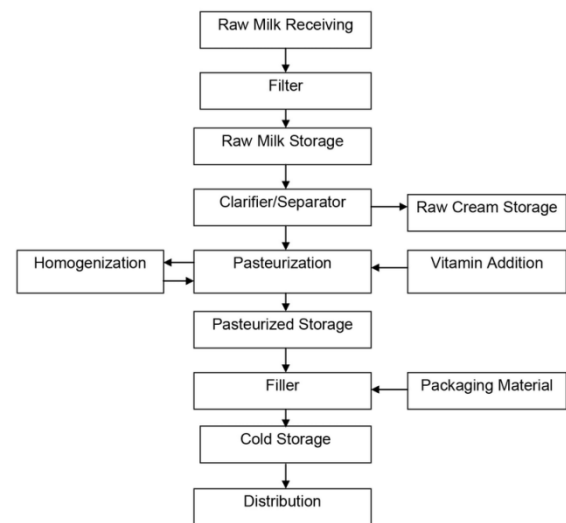 Raw Milk Receiving
Filter
Raw Milk Storage
Clarifier/Separator
Raw Cream Storage
Homogenization
Pasteurization
Vitamin Addition
Pasteurized Storage
Filler
Packaging Material
Cold Storage
Distribution